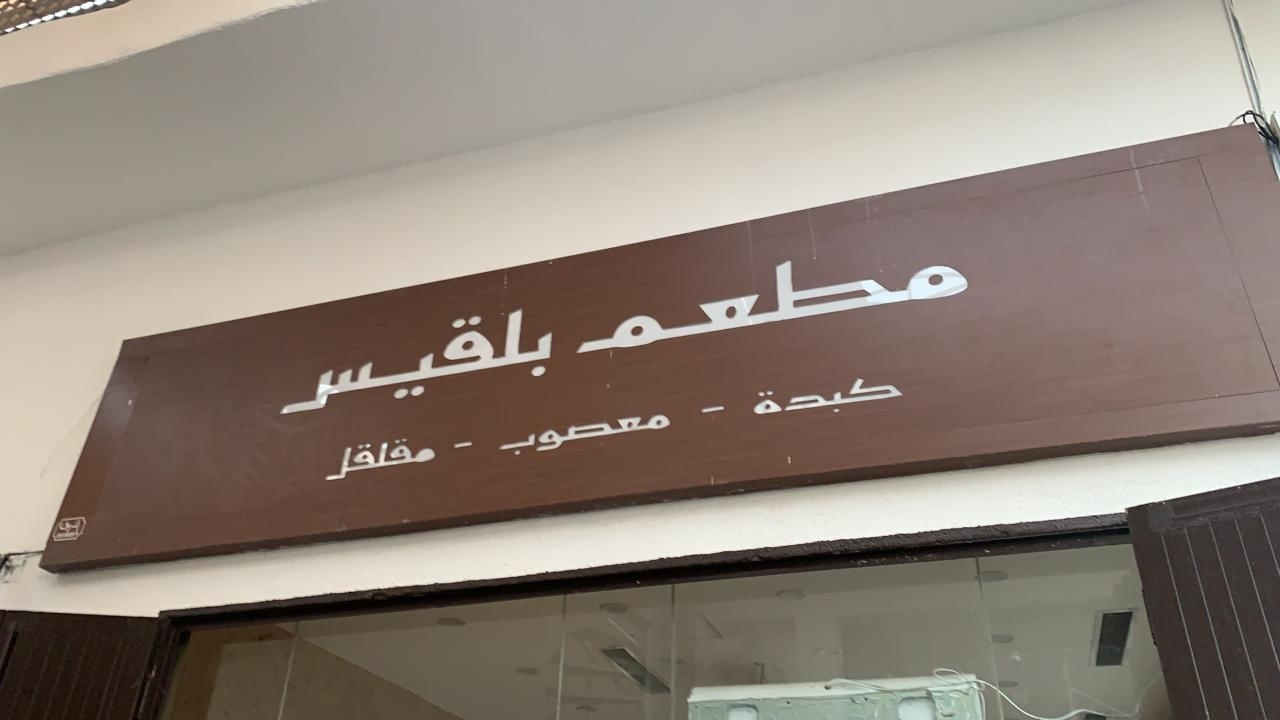 مطعم بلقيس
كبدة - معصوب - مقلقل